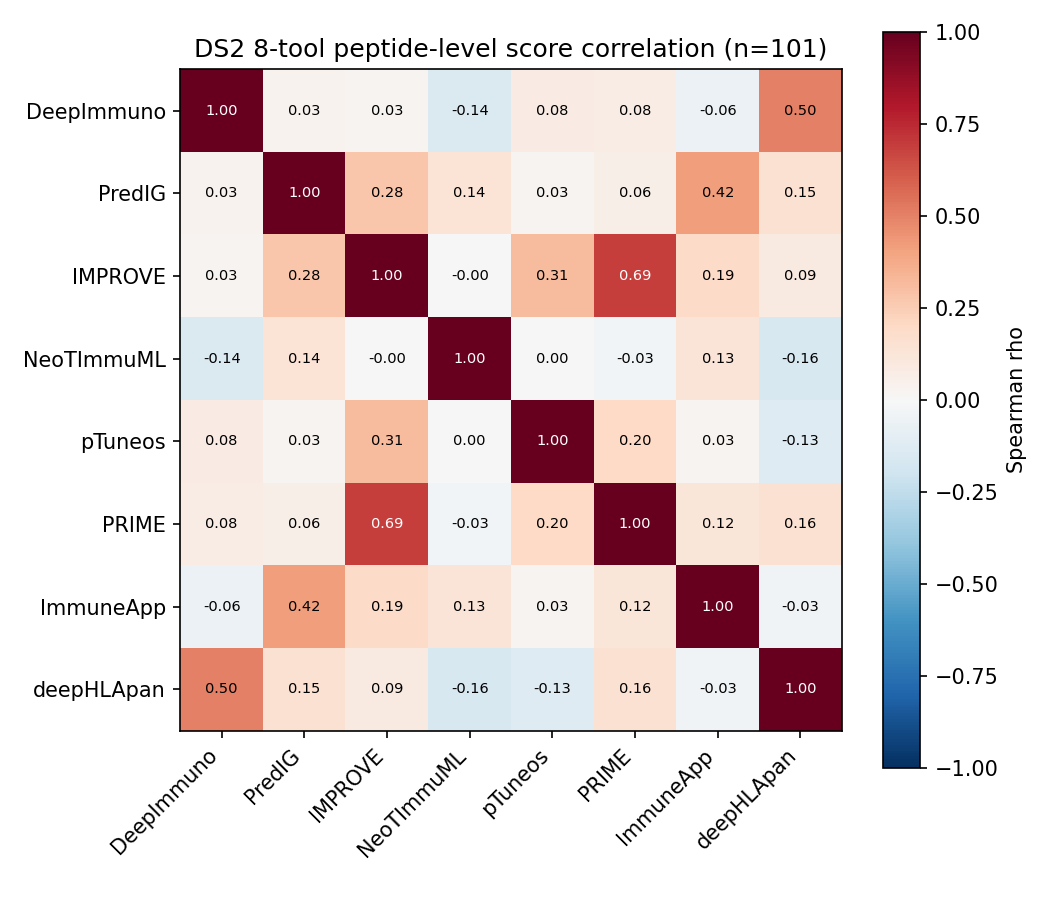 DS2 8-tool peptide-level score correlation (n=101)
DeepImmuno 1.00 0.03 0.03 -0.14 0.08 0.08 -0.06 0.50
PredIG 0.03 1.00 0.28 0.14 0.03 0.06 0.42 0.15
IMPROVE 0.03 0.28 1.00 -0.00 0.31 0.69 0.19 0.09
NeoTImmuML -0.14 0.14 -0.00 1.00 0.00 -0.03 0.13 -0.16
pTuneos 0.08 0.03 0.31 0.00 1.00 0.20 0.03 -0.13
PRIME 0.08 0.06 0.69 -0.03 0.20 1.00 0.12 0.16
ImmuneApp -0.06 0.42 0.19 0.13 0.03 0.12 1.00 -0.03
deepHLApan 0.50 0.15 0.09 -0.16 -0.13 0.16 -0.03 1.00
DeepImmuno
PredIG
IMPROVE
NeoTImmuML
pTuneos
PRIME
ImmuneApp
deepHLApan
1.00
0.75
0.50
0.25
0.00
−0.25
−0.50
−0.75
−1.00
Spearman rho